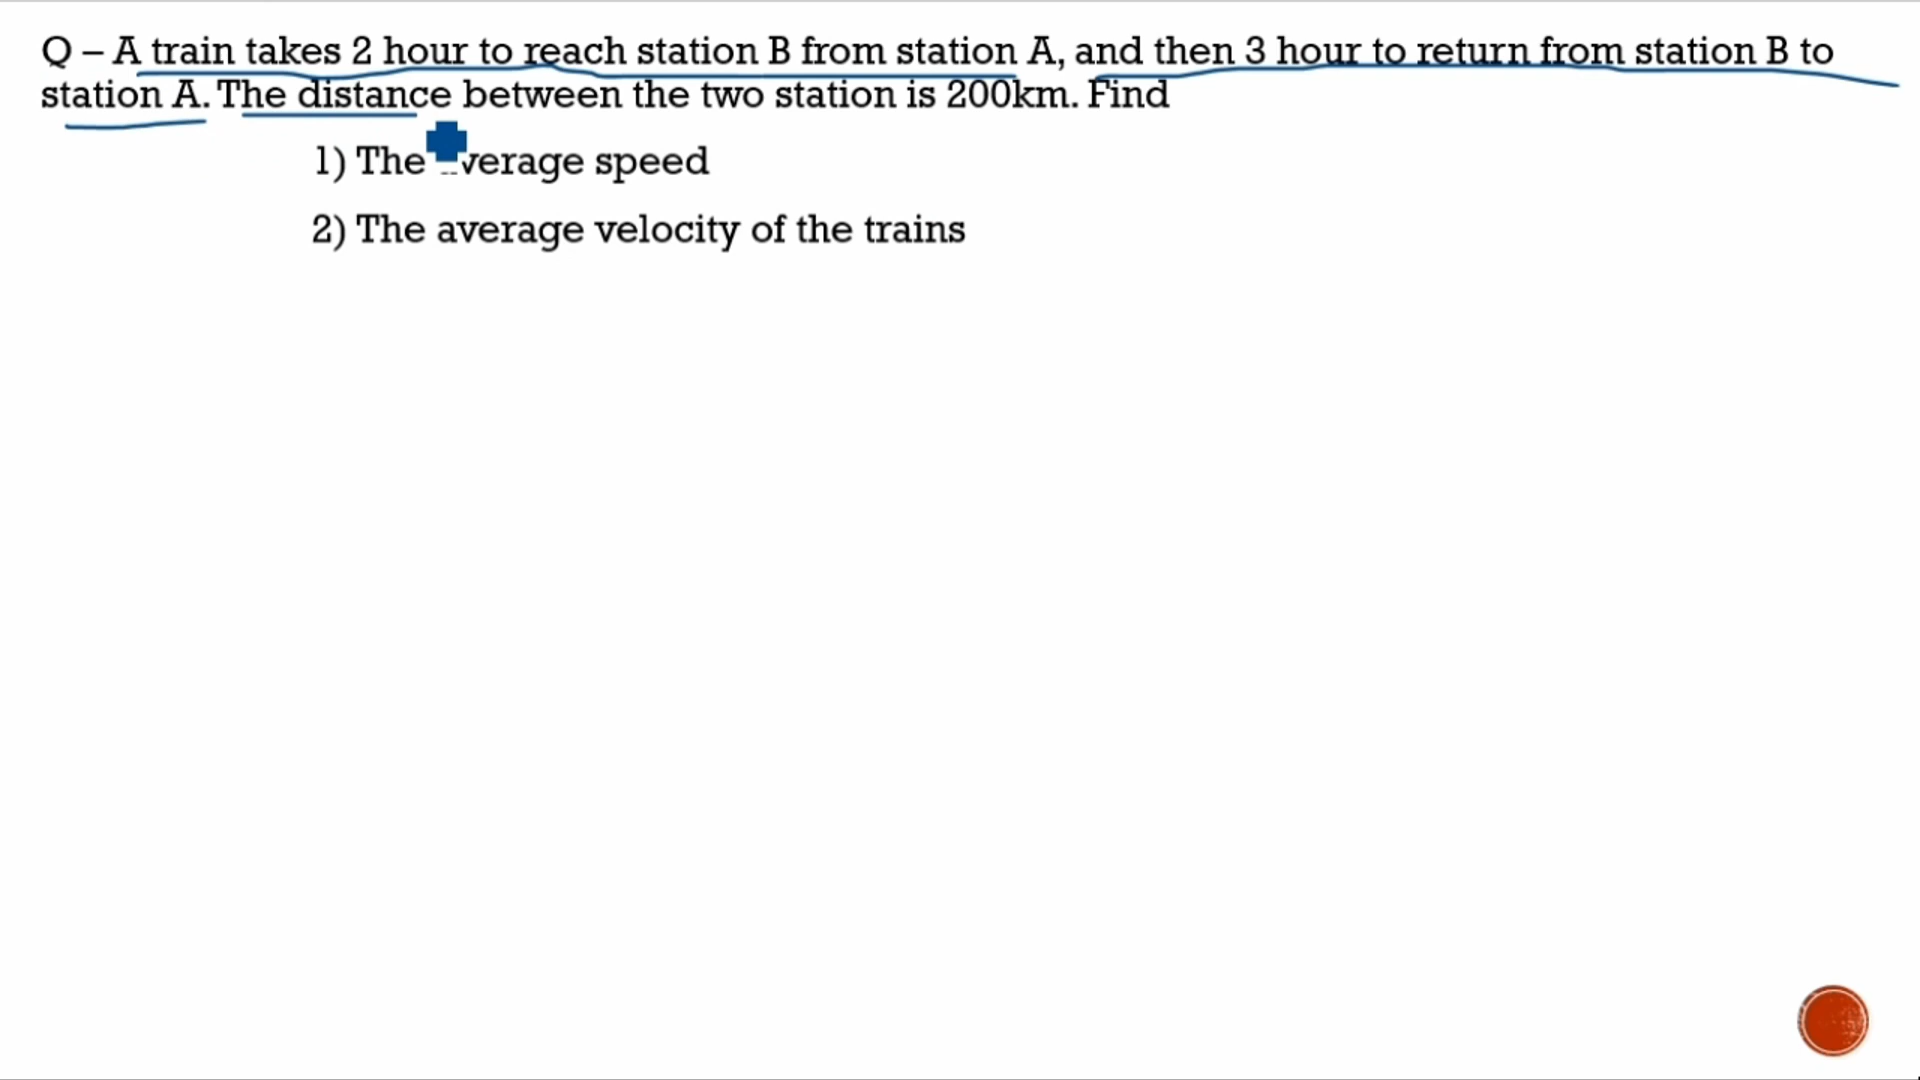 Q – A train takes 2 hour to reach station B from station A, and then 3 hour to return from station B to
station A. The distance between the two station is 200km. Find
1) The verage speed
2) The average velocity of the trains